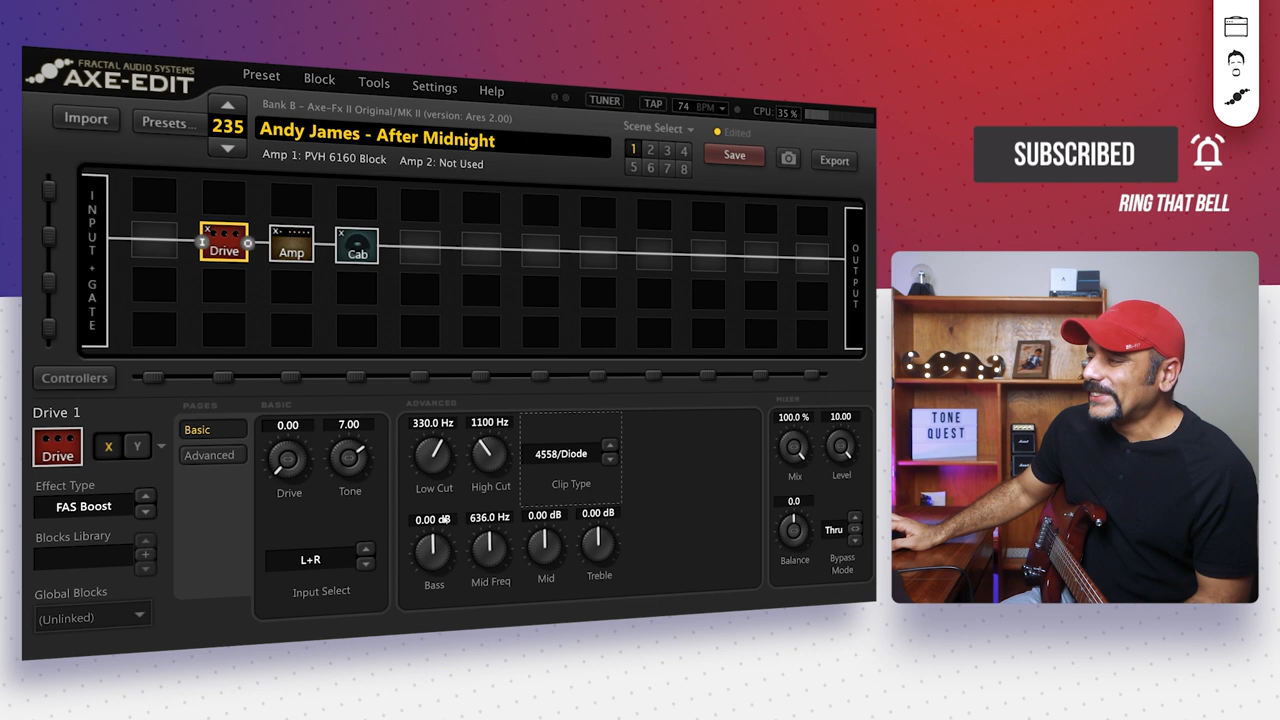 FRACTAL AUDIO SYSTEMS
AXE-EDIT
Preset Block Tools Settings Help
TUNER TAP 74 BPM CPU: 35 %
Import Presets... 235
Bank B - Axe-Fx II Original/MK II (version: Ares 2.00)
Andy James - After Midnight
Amp 1: PVH 6160 Block Amp 2: Not Used
Scene Select Edited
1 2 3 4
5 6 7 8
Save Export
INPUT + GATE
X Drive
X Amp
X Cab
OUTPUT
Controllers
Drive 1
Drive
X Y
Effect Type
FAS Boost
Blocks Library
Global Blocks
(Unlinked)
PAGES
Basic
Advanced
BASIC
0.00 7.00
Drive Tone
L+R
Input Select
ADVANCED
330.0 Hz 1100 Hz
Low Cut High Cut
4558/Diode
Clip Type
0.00 dB 636.0 Hz 0.00 dB 0.00 dB
Bass Mid Freq Mid Treble
MIXER
100.0 % 10.00
Mix Level
0.0
Thru
Balance Bypass Mode
SUBSCRIBED
RING THAT BELL
TONE
QUEST